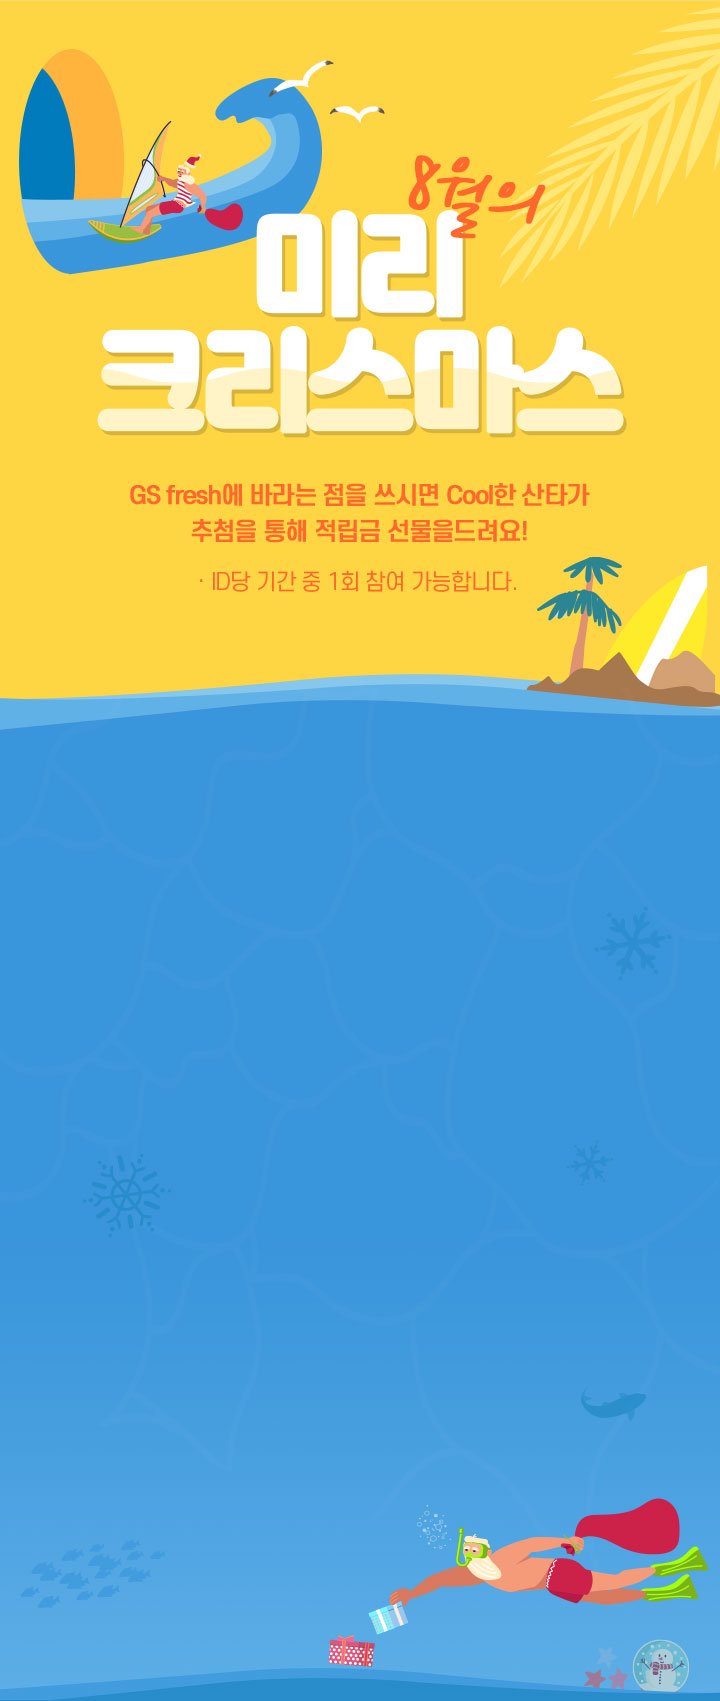 8월의
미리
크리스마스
GS fresh에 바라는 점을 쓰시면 Cool한 산타가
추첨을 통해 적립금 선물을드려요!
· ID당 기간 중 1회 참여 가능합니다.